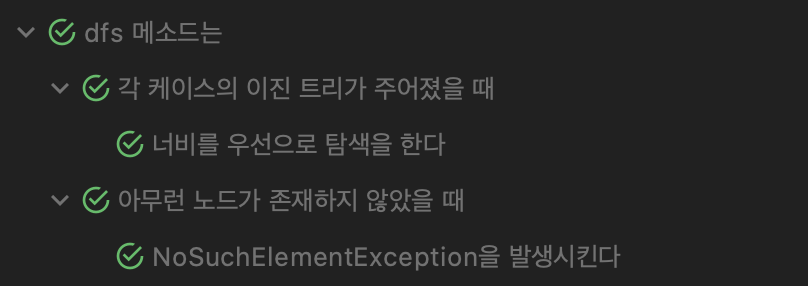 dfs 메소드는
각 케이스의 이진 트리가 주어졌을 때
너비를 우선으로 탐색을 한다
아무런 노드가 존재하지 않았을 때
NoSuchElementException을 발생시킨다